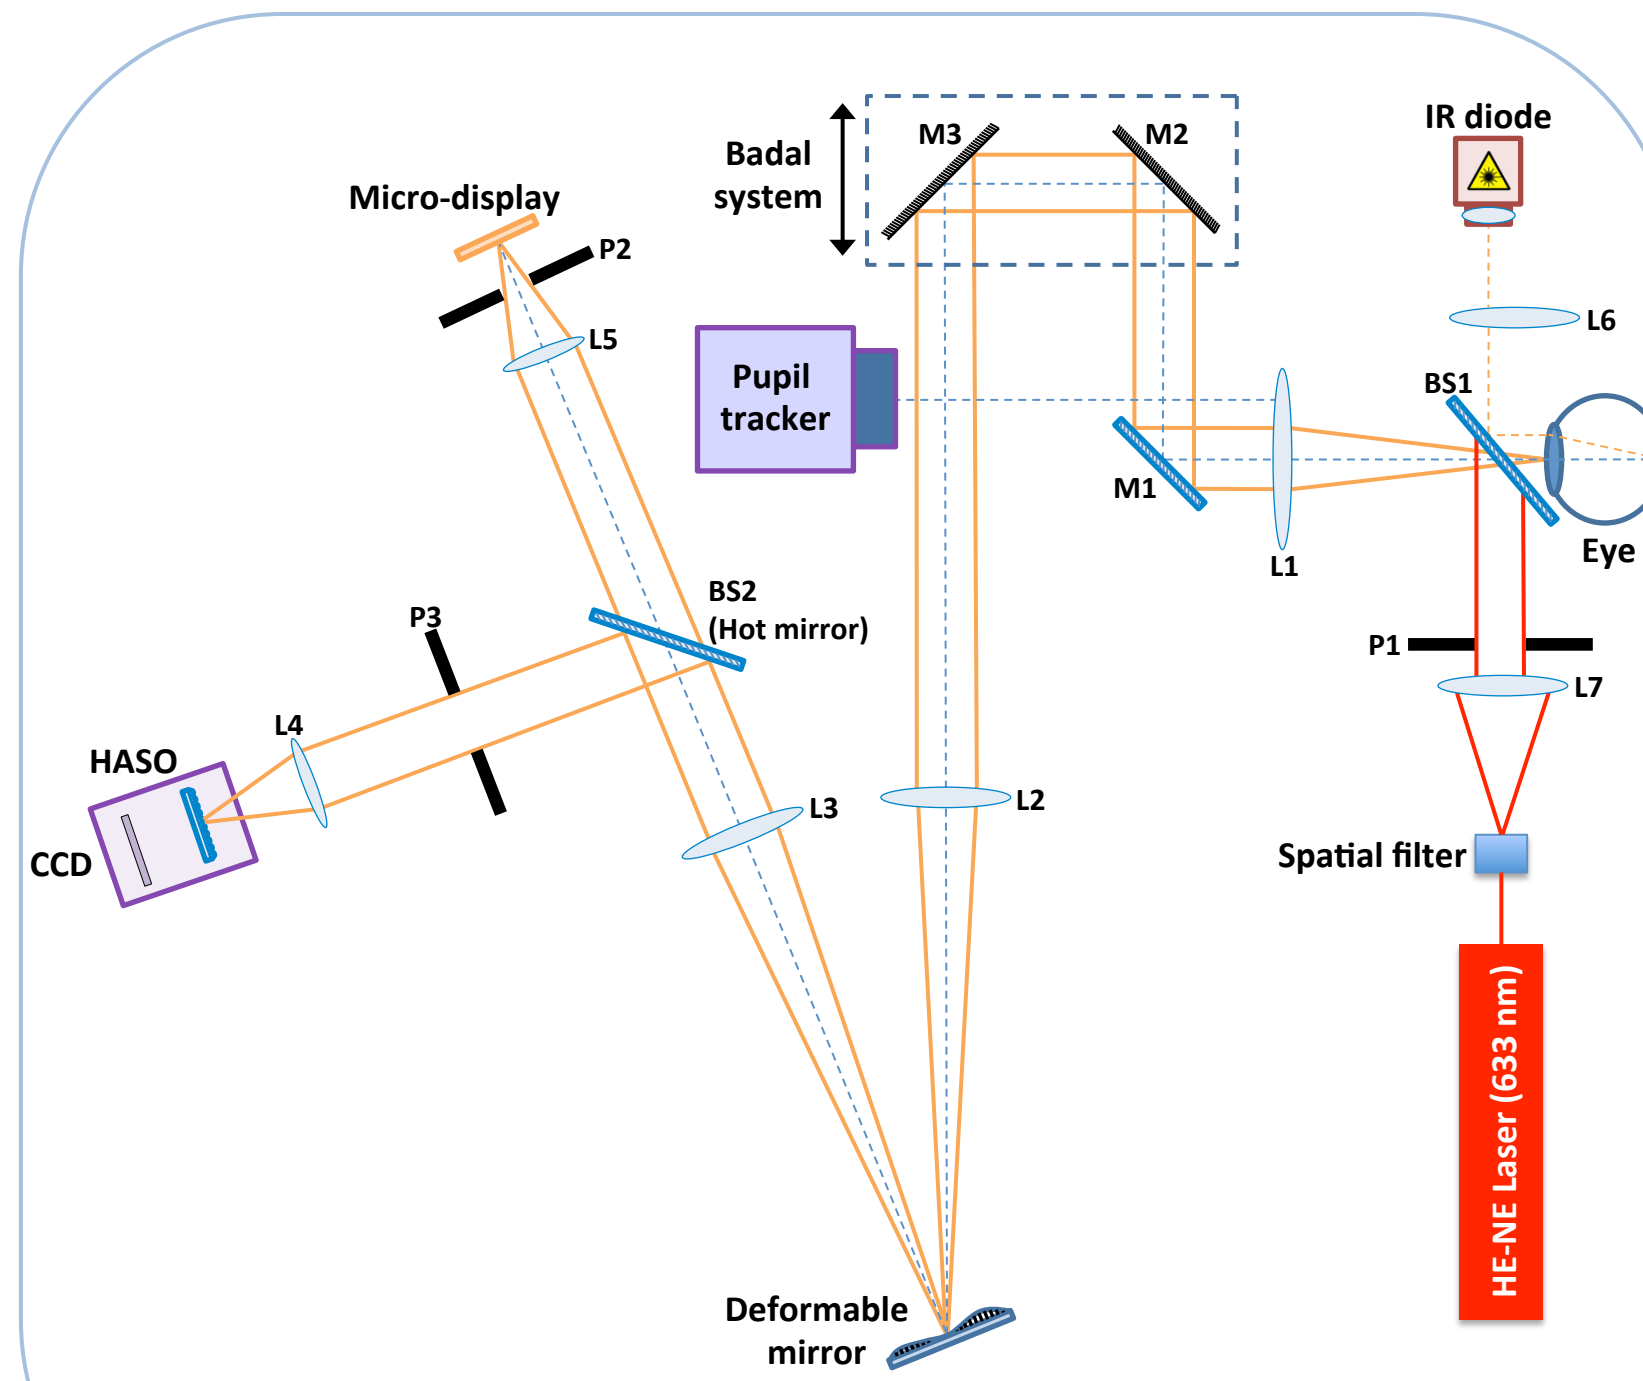 IR diode
M3
M2
Badal
system
Micro-display
P2
L6
L5
Pupil
tracker
BS1
M1
Eye
L1
BS2
(Hot mirror)
P3
P1
L7
L4
HASO
L2
L3
CCD
Spatial filter
HE-NE Laser (633 nm)
Deformable
mirror